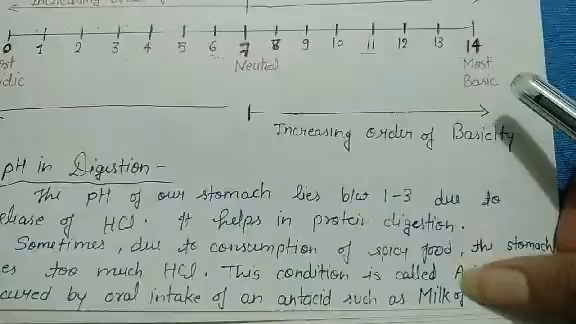 0 1 2 3 4 5 6 7 8 9 10 11 12 13 14
Neutral Most
Basic
Increasing Order of Basicity
pH in Digestion -
The pH of our stomach lies b/w 1-3 due to
of HCl. It helps in protein digestion.
Sometimes, due to consumption of spicy food, the stomach
too much HCl. This condition is called
by oral intake of an antacid such as Milk of